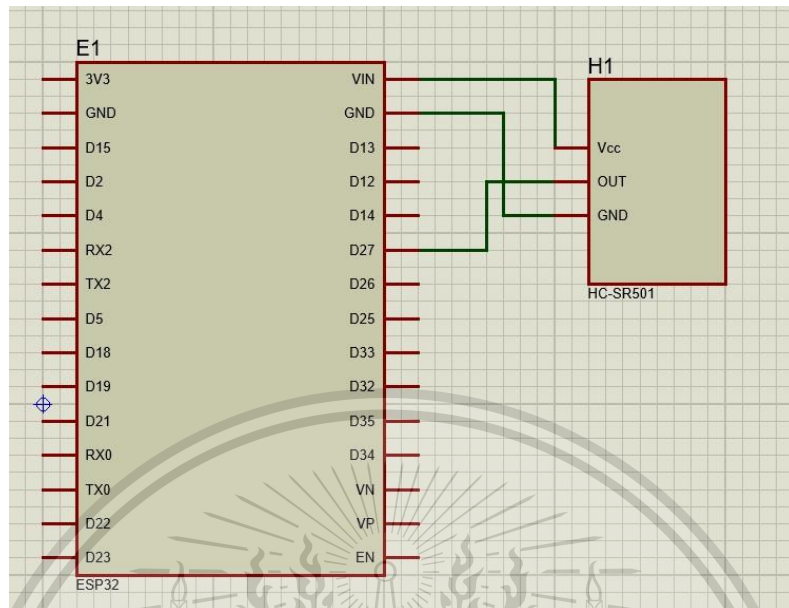 E1
3V3
GND
D15
D2
D4
RX2
TX2
D5
D18
D19
D21
RX0
TX0
D22
D23
VIN
GND
D13
D12
D14
D27
D26
D25
D33
D32
D35
D34
VN
VP
EN
ESP32
H1
Vcc
OUT
GND
HC-SR501